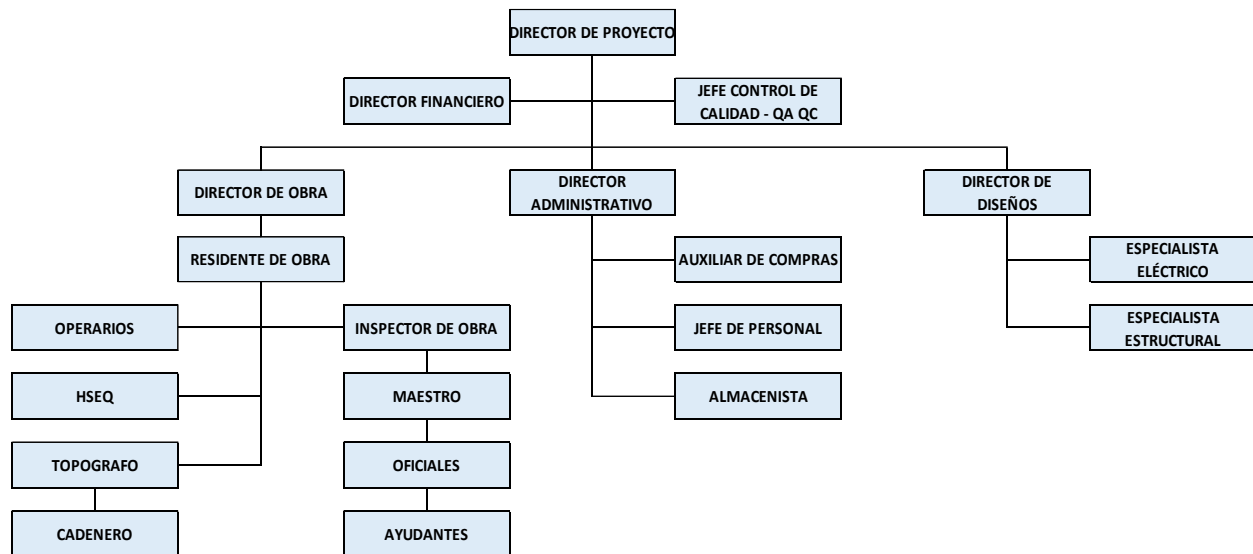 DIRECTOR DE PROYECTO
DIRECTOR FINANCIERO
JEFE CONTROL DE
CALIDAD - QA QC
DIRECTOR DE OBRA
DIRECTOR
ADMINISTRATIVO
DIRECTOR DE
DISEÑOS
RESIDENTE DE OBRA
AUXILIAR DE COMPRAS
ESPECIALISTA
ELÉCTRICO
OPERARIOS
INSPECTOR DE OBRA
JEFE DE PERSONAL
ESPECIALISTA
ESTRUCTURAL
HSEQ
MAESTRO
ALMACENISTA
TOPOGRAFO
OFICIALES
CADENERO
AYUDANTES